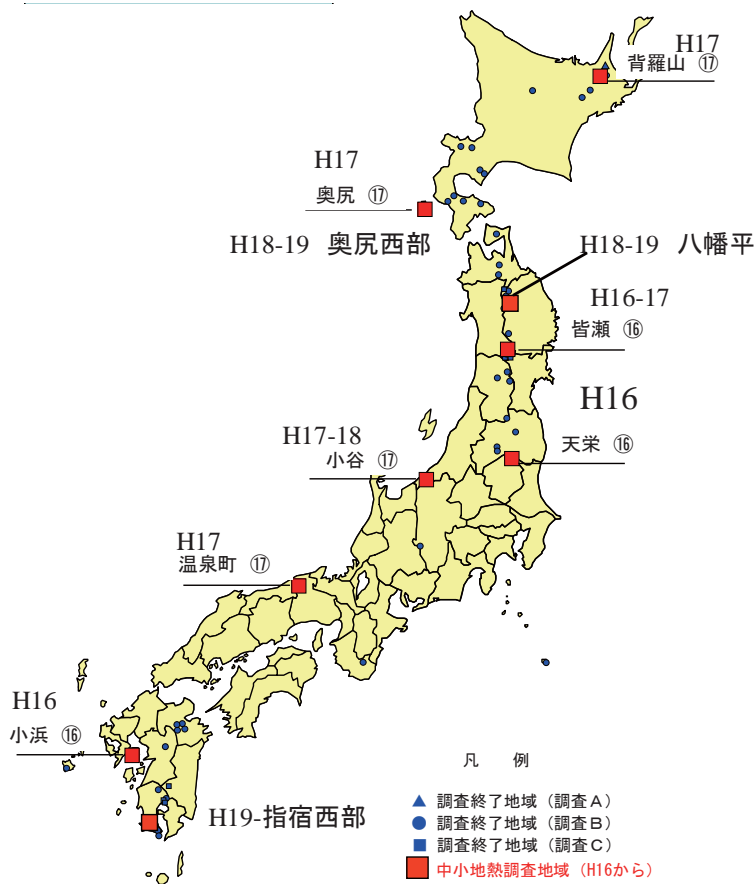 H17
背羅山 ⑰
H17
奥尻 ⑰
H18-19 奥尻西部
H18-19 八幡平
H16-17
皆瀬 ⑯
H16
天栄 ⑯
H17-18
小谷 ⑰
H17
温泉町 ⑰
H16
小浜 ⑯
H19-指宿西部
凡 例
調査終了地域（調査A）
調査終了地域（調査B）
調査終了地域（調査C）
中小地熱調査地域（H16から）